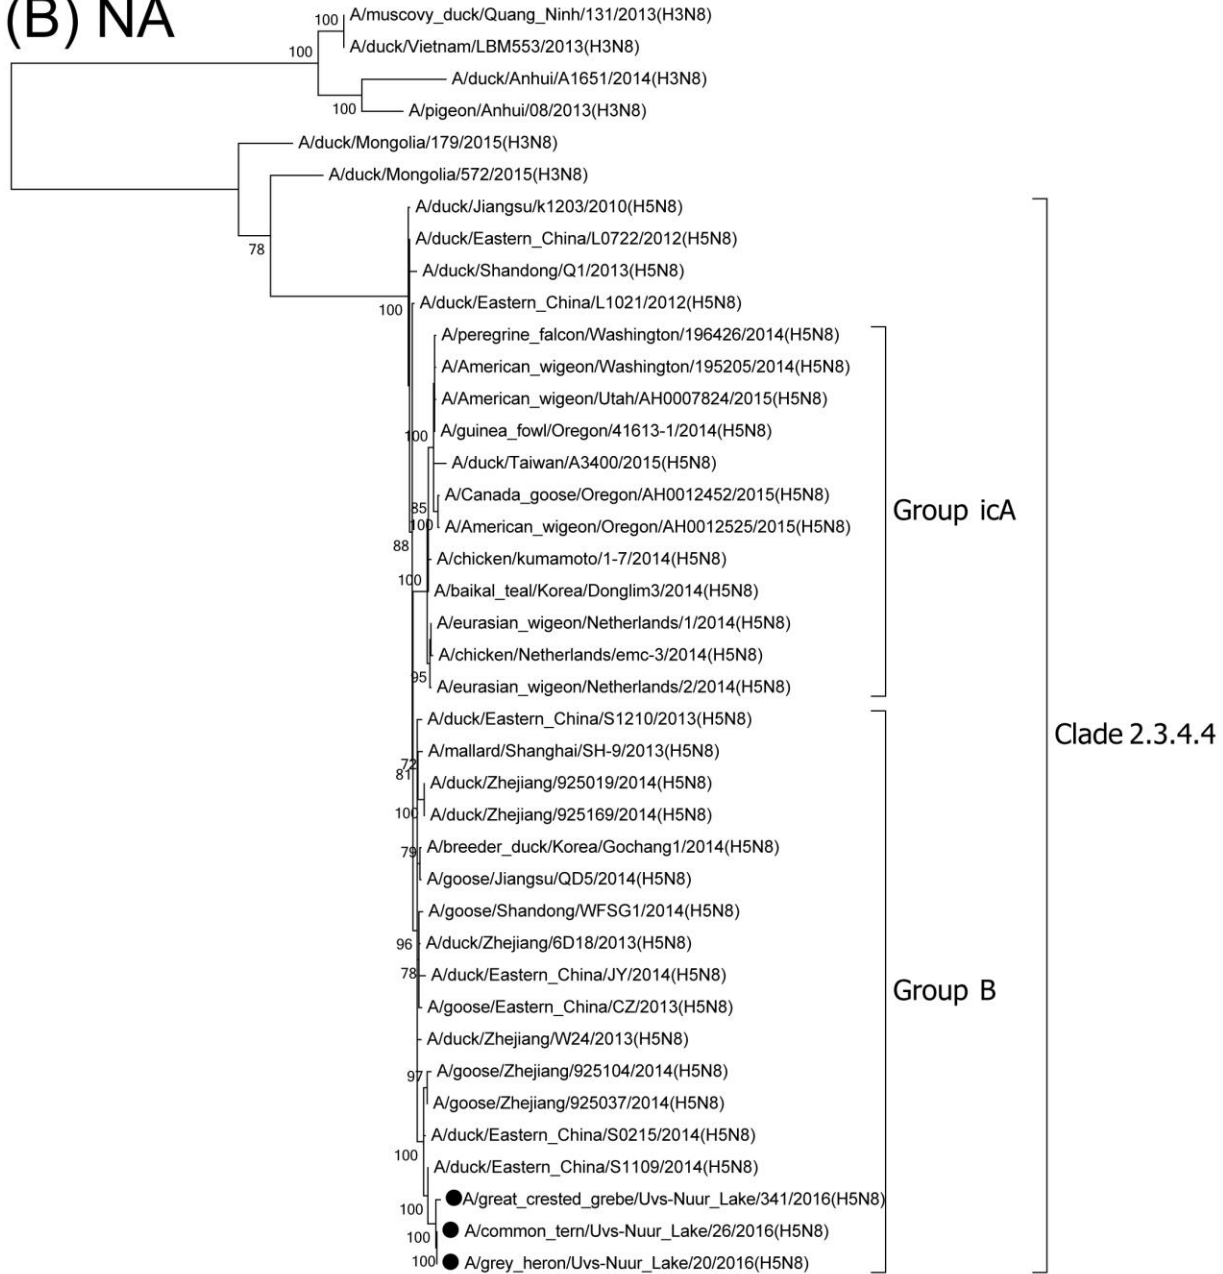 (B) NA
100
A/muscovy_duck/Quang_Ninh/131/2013(H3N8)
A/duck/Vietnam/LBM553/2013(H3N8)
100
A/duck/Anhui/A1651/2014(H3N8)
100
A/pigeon/Anhui/08/2013(H3N8)
A/duck/Mongolia/179/2015(H3N8)
A/duck/Mongolia/572/2015(H3N8)
A/duck/Jiangsu/k1203/2010(H5N8)
A/duck/Eastern_China/L0722/2012(H5N8)
78
A/duck/Shandong/Q1/2013(H5N8)
A/duck/Eastern_China/L1021/2012(H5N8)
100
A/peregrine_falcon/Washington/196426/2014(H5N8)
A/American_wigeon/Washington/195205/2014(H5N8)
A/American_wigeon/Utah/AH0007824/2015(H5N8)
100
A/guinea_fowl/Oregon/41613-1/2014(H5N8)
A/duck/Taiwan/A3400/2015(H5N8)
A/Canada_goose/Oregon/AH0012452/2015(H5N8)
85
Group icA
100
A/American_wigeon/Oregon/AH0012525/2015(H5N8)
88
A/chicken/kumamoto/1-7/2014(H5N8)
100
A/baikal_teal/Korea/Donglim3/2014(H5N8)
A/eurasian_wigeon/Netherlands/1/2014(H5N8)
A/chicken/Netherlands/emc-3/2014(H5N8)
95
A/eurasian_wigeon/Netherlands/2/2014(H5N8)
A/duck/Eastern_China/S1210/2013(H5N8)
Clade 2.3.4.4
A/mallard/Shanghai/SH-9/2013(H5N8)
72
81
A/duck/Zhejiang/925019/2014(H5N8)
100
A/duck/Zhejiang/925169/2014(H5N8)
79
A/breeder_duck/Korea/Gochang1/2014(H5N8)
A/goose/Jiangsu/QD5/2014(H5N8)
A/goose/Shandong/WFSG1/2014(H5N8)
96
A/duck/Zhejiang/6D18/2013(H5N8)
78
A/duck/Eastern_China/JY/2014(H5N8)
Group B
A/goose/Eastern_China/CZ/2013(H5N8)
A/duck/Zhejiang/W24/2013(H5N8)
97
A/goose/Zhejiang/925104/2014(H5N8)
A/goose/Zhejiang/925037/2014(H5N8)
A/duck/Eastern_China/S0215/2014(H5N8)
100
A/duck/Eastern_China/S1109/2014(H5N8)
A/great_crested_grebe/Uvs-Nuur_Lake/341/2016(H5N8)
100
A/common_tern/Uvs-Nuur_Lake/26/2016(H5N8)
100
100
A/grey_heron/Uvs-Nuur_Lake/20/2016(H5N8)